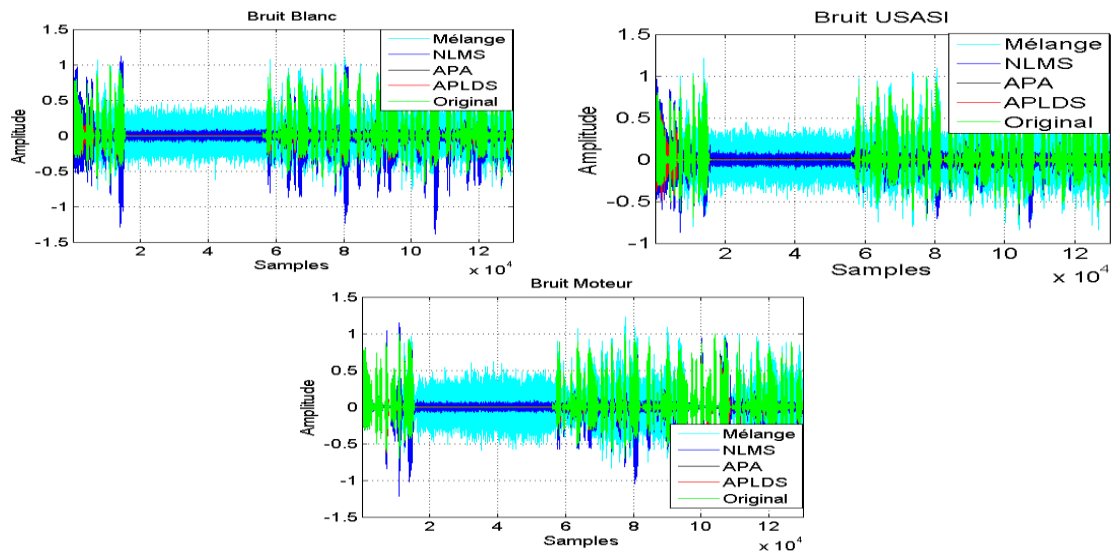 Bruit Blanc
Amplitude
1.5
1
0.5
0
-0.5
-1
-1.5
Mélange
NLMS
APA
APLDS
Original
2 4 6 8 10 12
Samples
x 10^4
Bruit USASI
Amplitude
1.5
1
0.5
0
-0.5
-1
Mélange
NLMS
APA
APLDS
Original
2 4 6 8 10 12
Samples
x 10^4
Bruit Moteur
Amplitude
1.5
1
0.5
0
-0.5
-1
-1.5
Mélange
NLMS
APA
APLDS
Original
2 4 6 8 10 12
Samples
x 10^4